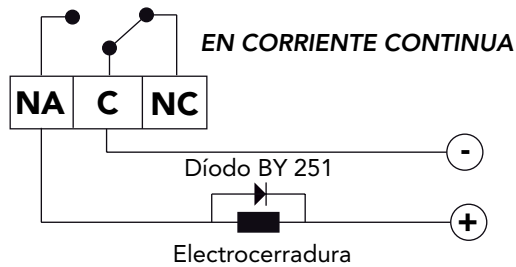 EN CORRIENTE CONTINUA
NA C NC
-
Díodo BY 251
+
Electrocerradura